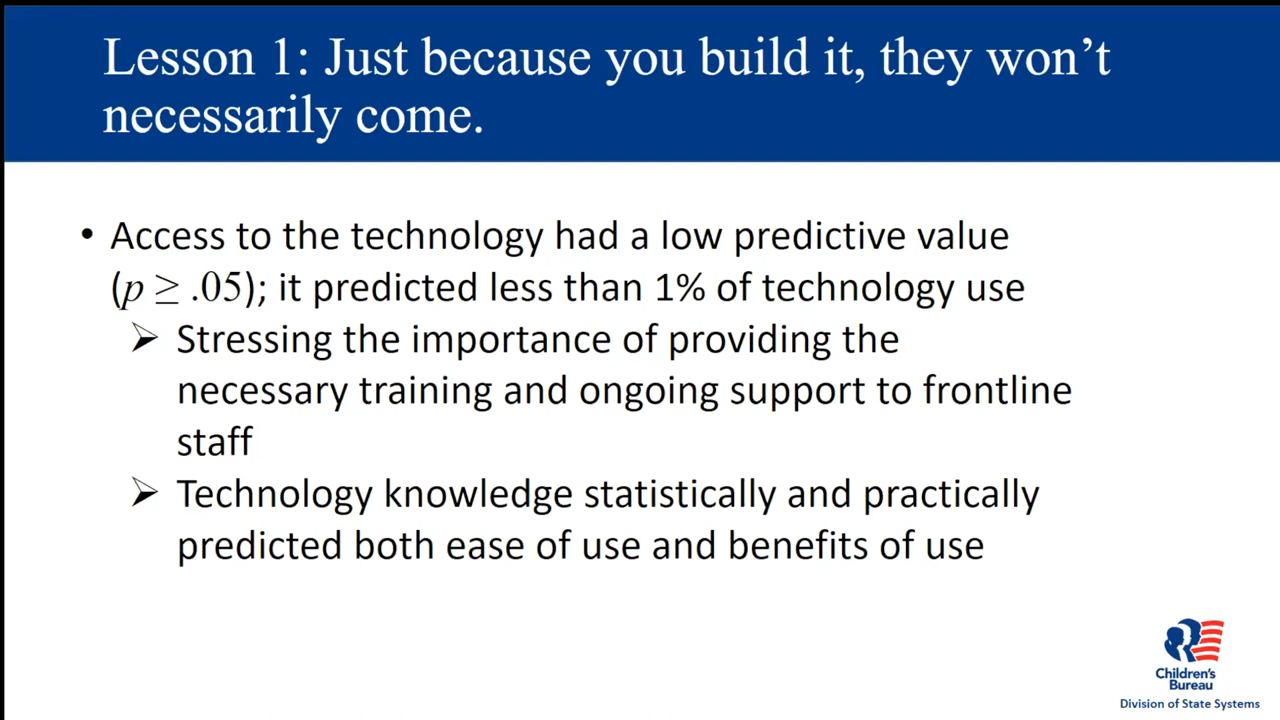 Lesson 1: Just because you build it, they won’t
necessarily come.
• Access to the technology had a low predictive value
(p ≥ .05); it predicted less than 1% of technology use
➢ Stressing the importance of providing the
necessary training and ongoing support to frontline
staff
➢ Technology knowledge statistically and practically
predicted both ease of use and benefits of use
Children's
Bureau
Division of State Systems